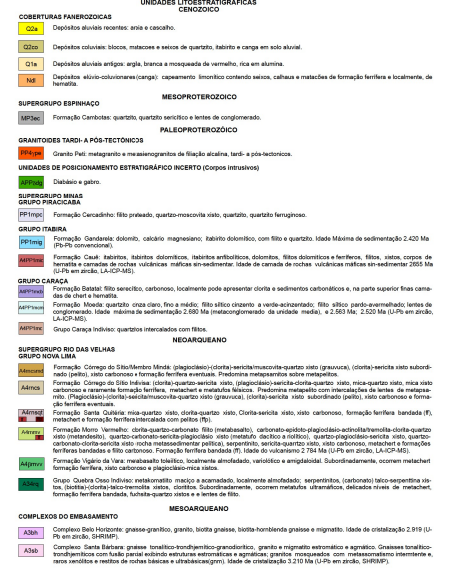 UNIDADES LITOESTRATIGRÁFICAS
CENOZOICO
COBERTURAS FANEROZOICAS
Q2a
Depósitos aluviais recentes: areia e cascalho.
Q2co
Depósitos coluviais: blocos, matacoes e seixos de quartzito, itabirito e canga em solo aluvial.
Q1a
Depósitos aluviais antigos: argila, branca a mosqueada de vermelho, rica em alumina.
Ndl
Depósitos elúvio-coluvionares (canga): capeamento limonítico contendo seixos, calhaus e matacões de formação ferrífera e localmente, de
hematita.
MESOPROTEROZOICO
SUPERGRUPO ESPINHAÇO
MP3ec
Formação Cambotas: quartzito, quartzito sericítico e lentes de conglomerado.
PALEOPROTEROZÓICO
GRANITOIDES TARDI- A PÓS-TECTÔNICOS
PP4γpe
Granito Peti: metagranito e metasienogranitos de filiação alcalina, tardi- a pós-tectonicos.
UNIDADES DE POSICIONAMENTO ESTRATIGRÁFICO INCERTO (Corpos intrusivos)
APPndg
Diabásio e gabro.
SUPERGRUPO MINAS
GRUPO PIRACICABA
PP1mpc
Formação Cercadinho: filito prateado, quartzo-moscovita xisto, quartzito, quartzito ferruginoso.
GRUPO ITABIRA
PP1mig
Formação Gandarela: dolomito, calcário magnesiano; itabirito dolomítico, com filito e quartzito. Idade Máxima de sedimentação 2.420 Ma
(Pb-Pb convencional).
Formação Cauê: itabiritos, itabiritos dolomíticos, itabiritos anfibolíticos, dolomitos, filitos dolomíticos e ferríferos, filitos, xistos, corpos de
hematita e camadas de rochas vulcânicas máficas sin-sedimentar. Idade de camada de rochas vulcânicas máficas sin-sedimentar 2655 Ma
(U-Pb em zircão, LA-ICP-MS).
GRUPO CARAÇA
Formação Batatal: filito sericítico, carbonoso, localmente pode apresentar clorita e sedimentos carbonáticos e, na parte superior finas cama-
das de chert e hematita.
Formação Moeda: quartzito cinza claro, fino a médio; filito síltico cinzento a verde-acinzentado; filito síltico pardo-avermelhado; lentes de
conglomerado. Idade máxima de sedimentação 2.680 (metaconglomerado da unidade media), e 2.563 Ma; 2.520 Ma (U-Pb em zircão,
LA-ICP-MS).
Grupo Caraça Indiviso: quartzitos intercalados com filitos.
NEOARQUEANO
SUPERGRUPO RIO DAS VELHAS
GRUPO NOVA LIMA
Formação Córrego do Sítio/Membro Mindá: (plagioclásio)-(clorita)-sericita/muscovita-quartzo xisto (grauvaca), (clorita)-sericita xisto subordi-
nado (pelito), xisto carbonoso e formação ferrífera eventuais. Predomina metapsamitos sobre metapelitos.
A4rncs
Formação Córrego do Sítio Indivisa: (clorita)-quartzo-sericita xisto, (plagioclásio)-sericita-clorita-quartzo xisto, mica-quartzo xisto, mica xisto
carbonoso e raramente formação ferrífera, metachert e metatufos félsicos. Predomina metapelito com intercalações de lentes de metapsa-
mito. (Plagioclásio)-(clorita)-sericita/muscovita-quartzo xisto (grauvaca), (clorita)-sericita xisto subordinado (pelito), xisto carbonoso e forma-
ção ferrífera eventuais.
Formação Santa Quitéria: mica-quartzo xisto, clorita-quartzo xisto, Clorita-sericita xisto, xisto carbonoso, formação ferrífera bandada (ff),
metachert e formação ferrífera intercalada com pelitos (ffp).
Formação Morro Vermelho: clorita-quartzo-carbonato xisto/filito (metabasalto), carbonato-epidoto-plagioclásio-actinolita/tremolita-clorita-quartzo
xisto (metandesito), quartzo-carbonato-sericita-plagioclásio xisto (metatufo dacítico a riolítico), quartzo-plagioclásio-sericita xisto, quartzo-
carbonato-clorita-sericita xisto rocha metassedimentar pelítica), serpentinito, sericita-quartzo xisto, xisto carbonoso, metachert e formações
ferríferas bandadas e filito carbonoso. Formação ferrífera bandada (ff). Idade do vulcanismo 2 784 Ma (U-Pb em zircão, LA-ICP-MS).
Formação Vigário da Vara: metabasalto toleiítico, localmente almofadado, variolítico e amigdaloidal. Subordinadamente, ocorrem metachert
formação ferrífera, xisto carbonoso e plagioclásio-mica xistos.
Grupo Quebra Osso Indiviso: metakomatiito maciço a acamadado, localmente almofadado; serpentinitos, (carbonato) talco-serpentina xis-
tos, (biotita)-(clorita)-talco-tremolita xistos, cloritito. Subordinadamente, ocorrem metatufos ultramáficos, delicados níveis de metachert,
formação ferrífera bandada, fuchsita-quartzo xistos e e lentes de filito.
MESOARQUEANO
COMPLEXOS DO EMBASAMENTO
A3bh
Complexo Belo Horizonte: gnaisse-granítico, granito, biotita gnaisse, biotita-hornblenda gnaisse e migmatito. Idade de cristalização 2.919 (U-
Pb em zircão, SHRIMP).
A3sb
Complexo Santa Bárbara: gnaisse tonalítico-trondhjemítico-granodiorítico, granito e migmatito estromático e agmático. Gnaisses tonalítico-
trondhjemíticos com fusão parcial exibindo estruturas estromáticas e agmáticas; granitos mosqueados com metassomatismo intermitente e,
raros xenólitos e restitos de rochas básicas e ultrabásicas(gnm). Idade de cristalização 3.210 Ma (U-Pb em zircão, SHRIMP).